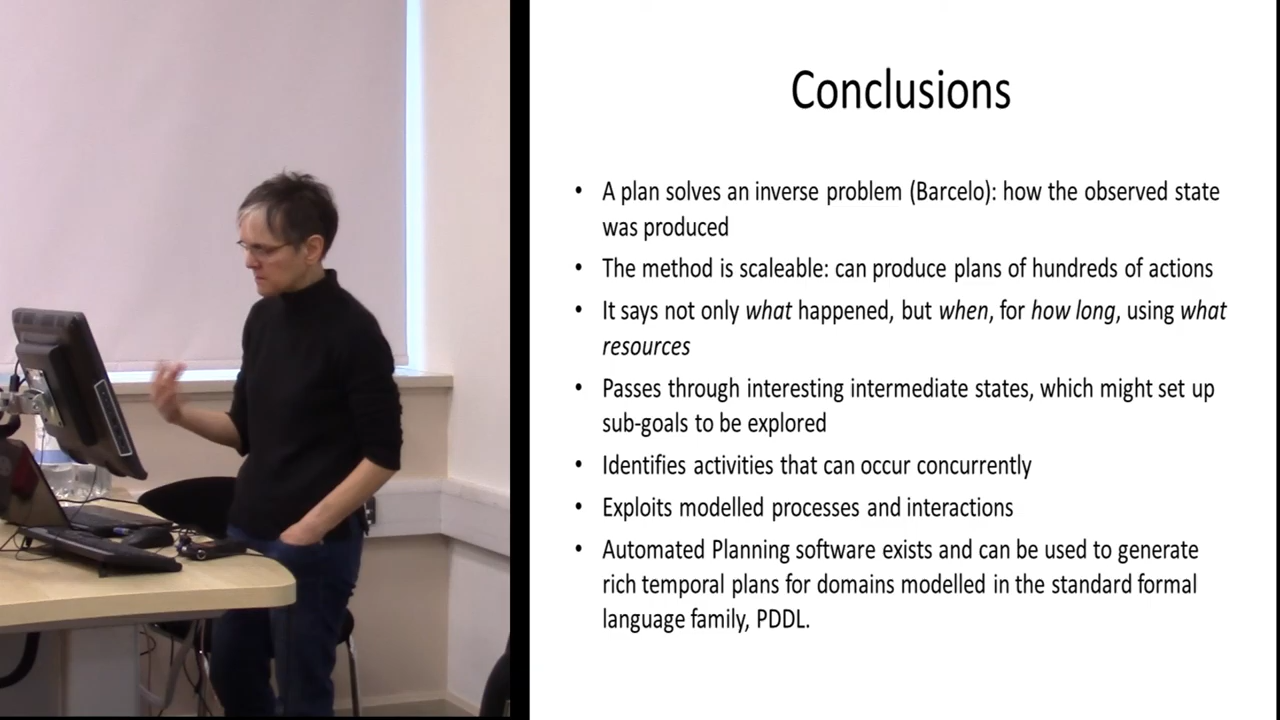 Conclusions
• A plan solves an inverse problem (Barcelo): how the observed state
was produced
• The method is scaleable: can produce plans of hundreds of actions
• It says not only what happened, but when, for how long, using what
resources
• Passes through interesting intermediate states, which might set up
sub-goals to be explored
• Identifies activities that can occur concurrently
• Exploits modelled processes and interactions
• Automated Planning software exists and can be used to generate
rich temporal plans for domains modelled in the standard formal
language family, PDDL.